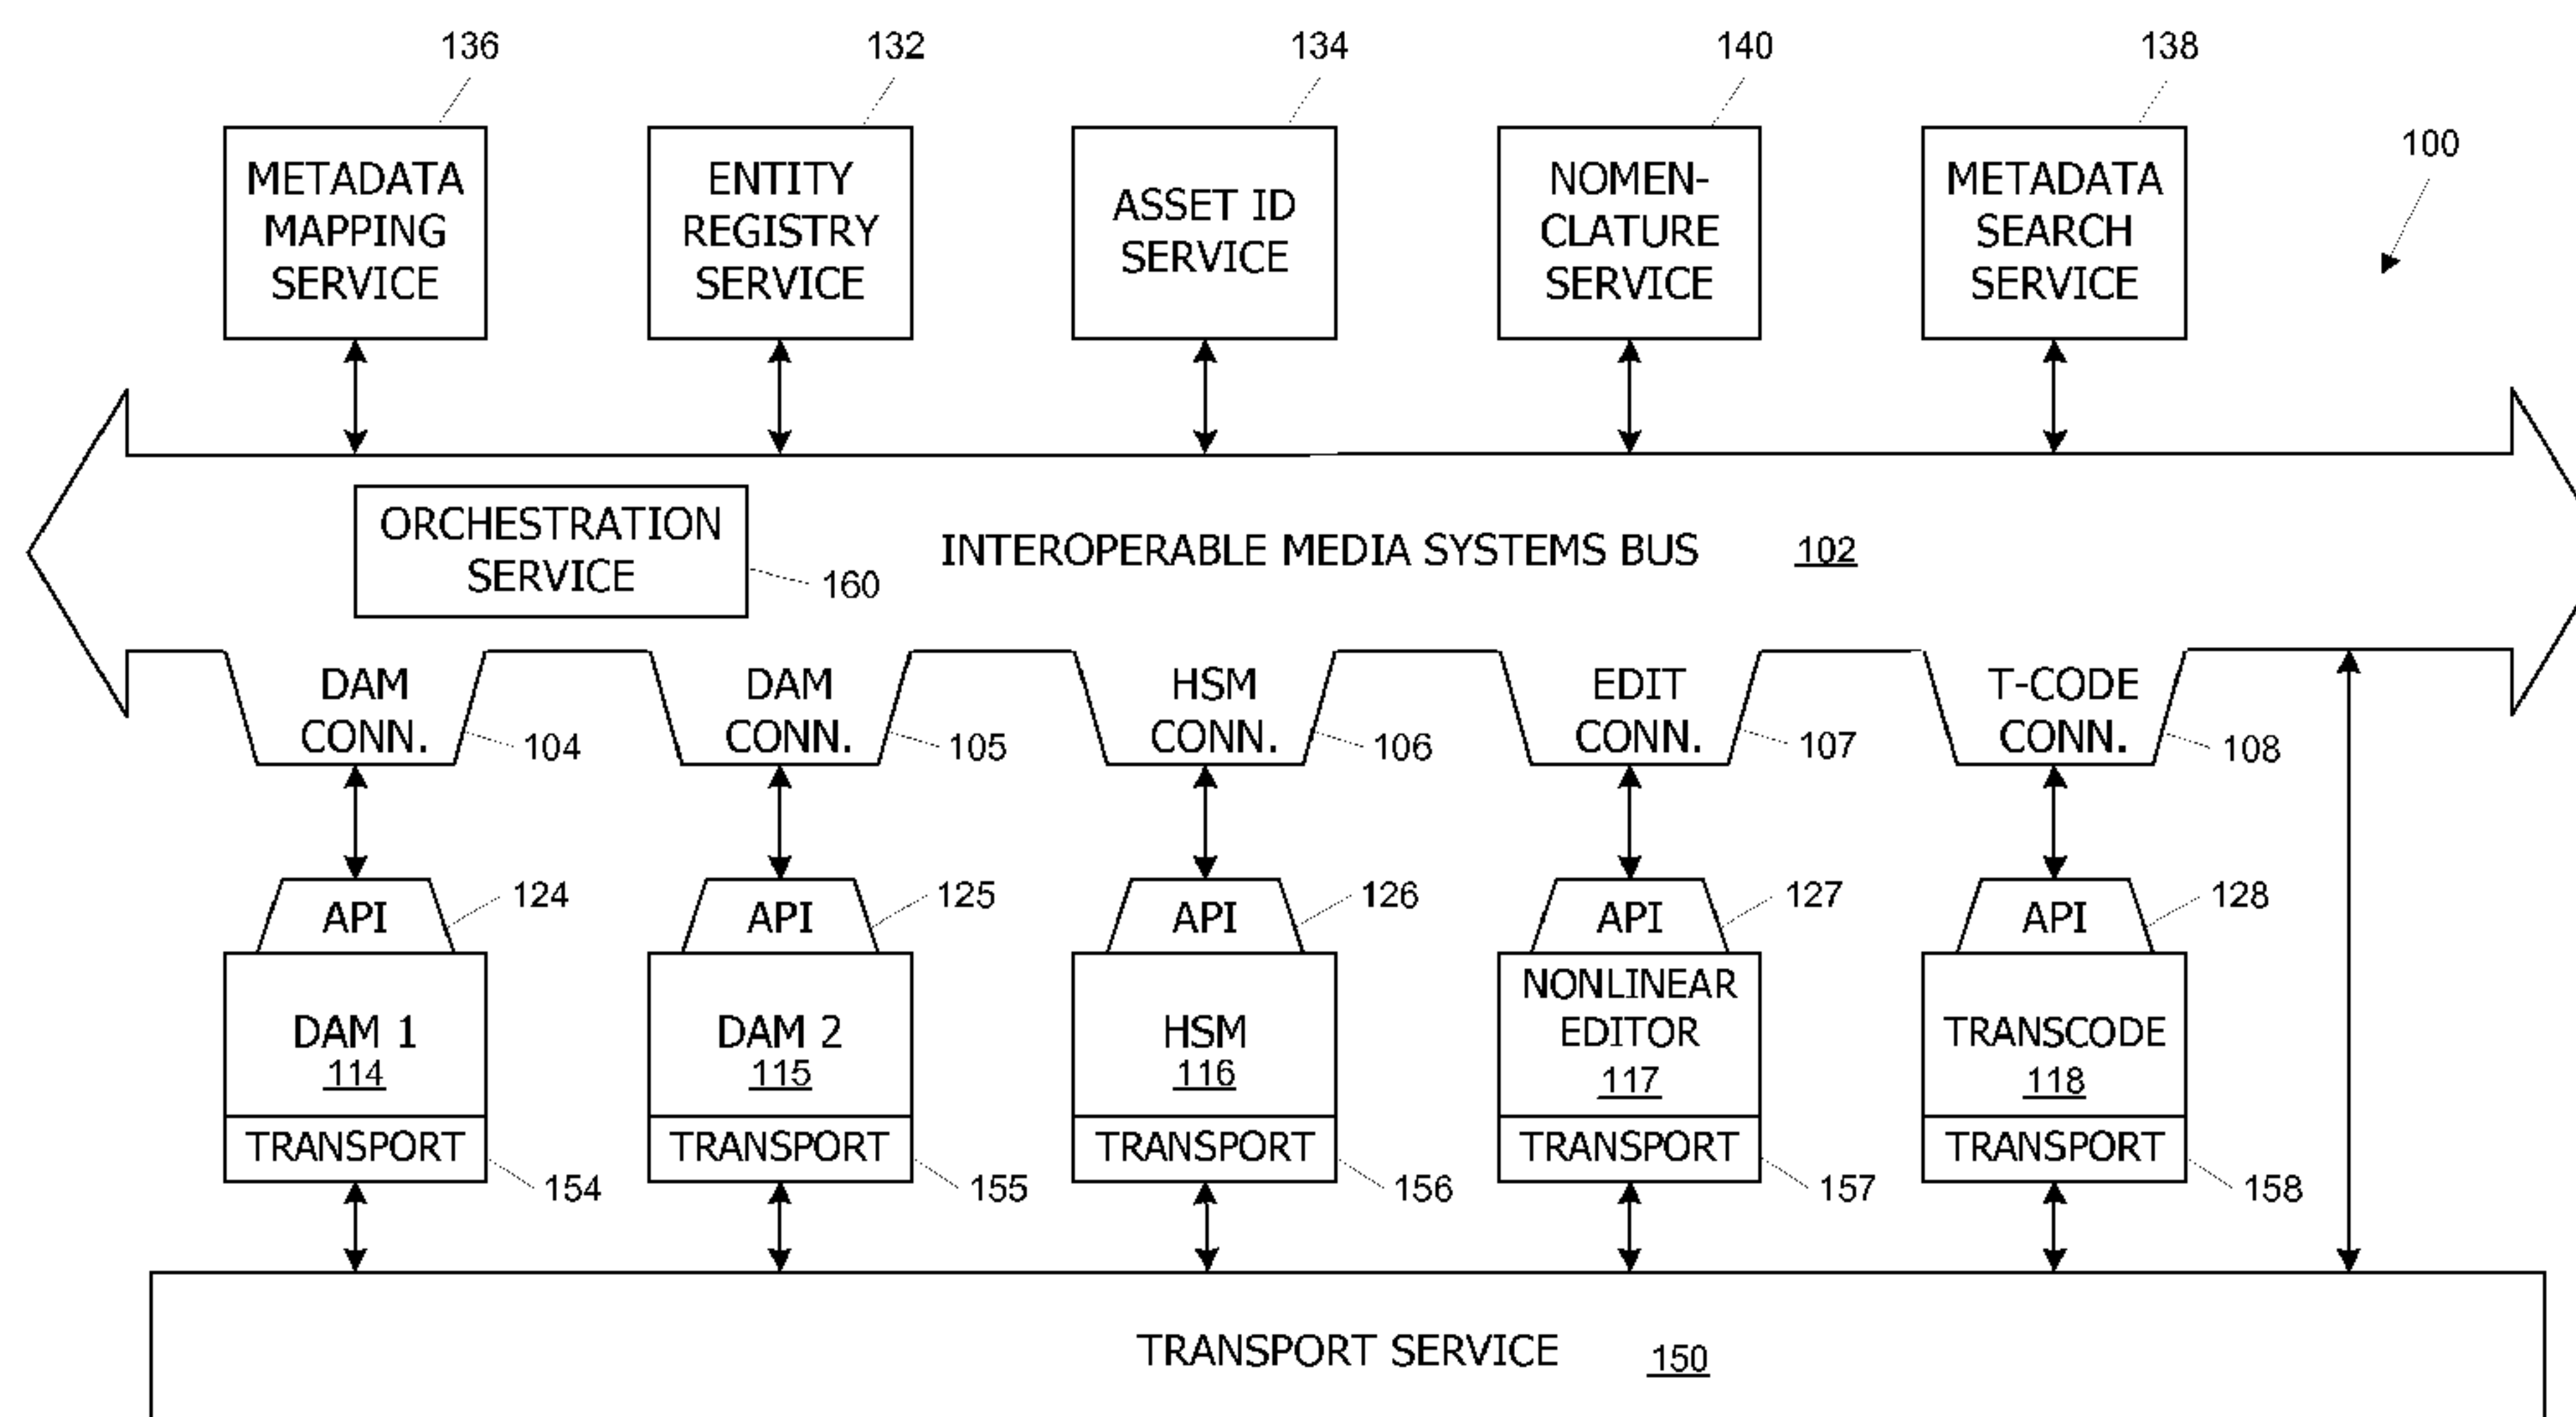 136 132 134 140 138
100
METADATA MAPPING SERVICE
ENTITY REGISTRY SERVICE
ASSET ID SERVICE
NOMEN-
CLATURE
SERVICE
METADATA SEARCH SERVICE
ORCHESTRATION
SERVICE
160
INTEROPERABLE MEDIA SYSTEMS BUS 102
DAM
CONN.
104
DAM
CONN.
105
HSM
CONN.
106
EDIT
CONN.
107
T-CODE
CONN.
108
API 124
API 125
API 126
API 127
API 128
DAM 1
114
DAM 2
115
HSM
116
NONLINEAR
EDITOR
117
TRANSCODE
118
TRANSPORT 154
TRANSPORT 155
TRANSPORT 156
TRANSPORT 157
TRANSPORT 158
TRANSPORT SERVICE 150